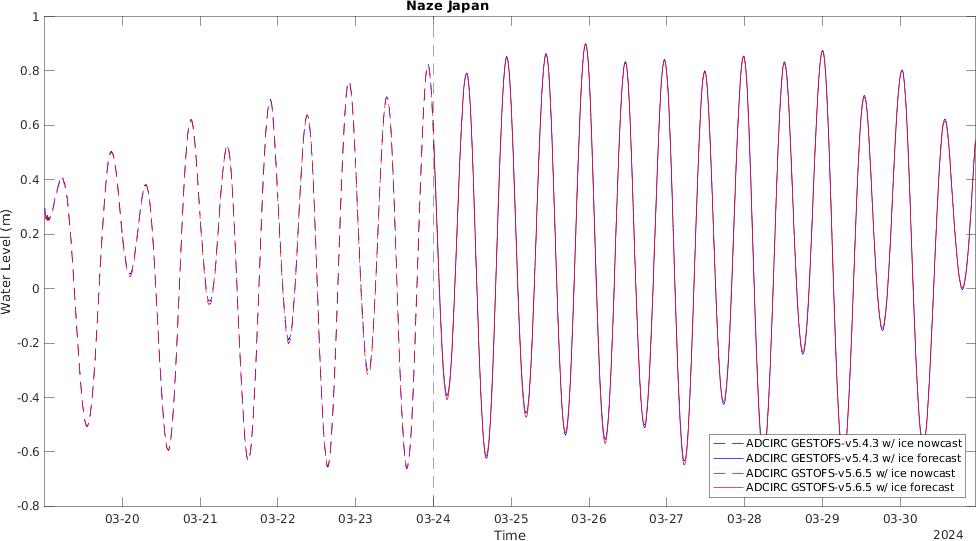 Naze Japan
1
0.8
0.6
0.4
0.2
0
-0.2
-0.4
-0.6
-0.8
Water Level (m)
ADCIRC GESTOFS-v5.4.3 w/ ice nowcast
ADCIRC GESTOFS-v5.4.3 w/ ice forecast
ADCIRC GSTOFS-v5.6.5 w/ ice nowcast
ADCIRC GSTOFS-v5.6.5 w/ ice forecast
03-20 03-21 03-22 03-23 03-24 03-25 03-26 03-27 03-28 03-29 03-30
Time 2024